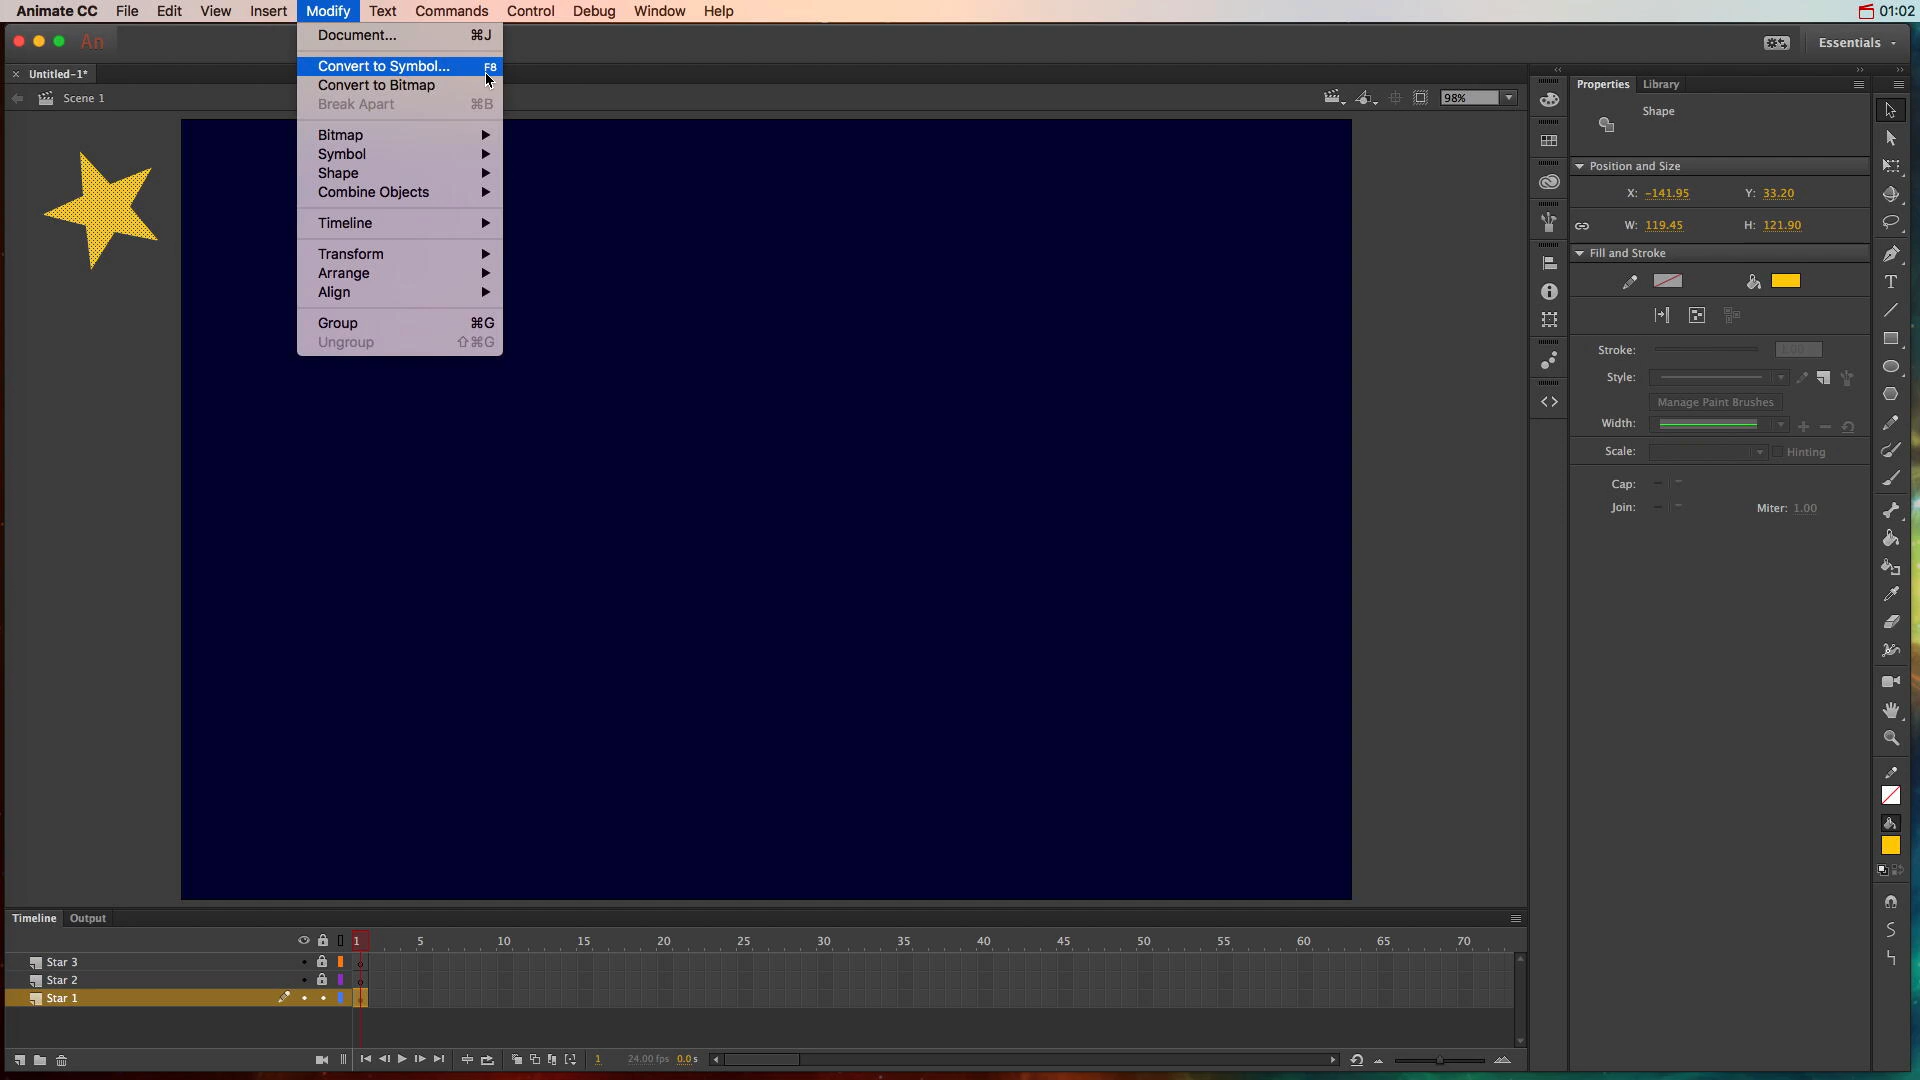 Animate CC File Edit View Insert Modify Text Commands Control Debug Window Help 01:02
An Essentials
Untitled-1*
Scene 1 98%
Document... ⌘J
Convert to Symbol... F8
Convert to Bitmap
Break Apart ⌘B
Bitmap
Symbol
Shape
Combine Objects
Timeline
Transform
Arrange
Align
Group ⌘G
Ungroup ⇧⌘G
Properties Library
Shape
Position and Size
X: -141.95 Y: 33.20
W: 119.45 H: 121.90
Fill and Stroke
Stroke: 1.00
Style:
Manage Paint Brushes
Width:
Scale: Hinting
Cap:
Join: Miter: 1.00
Timeline Output
1 5 10 15 20 25 30 35 40 45 50 55 60 65 70
Star 3
Star 2
Star 1
1 24.00 fps 0.0 s